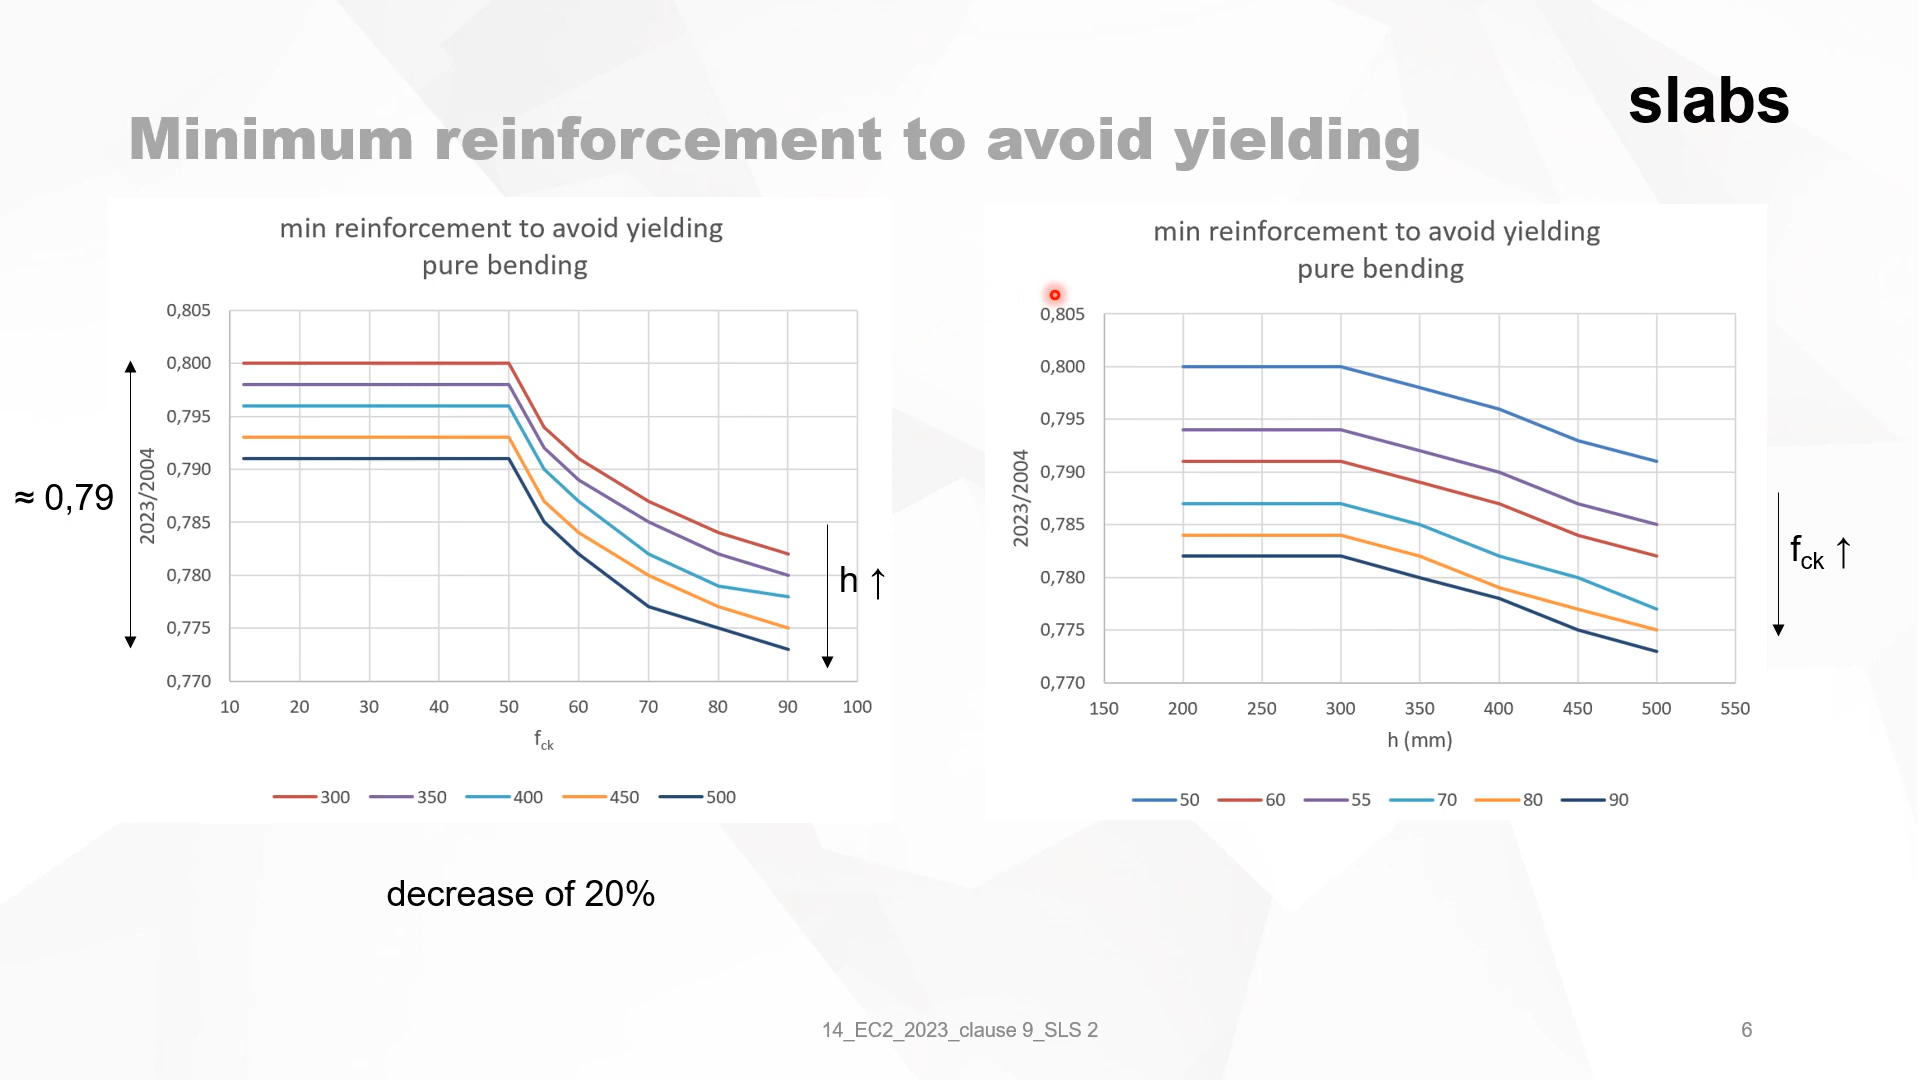 slabs
Minimum reinforcement to avoid yielding
min reinforcement to avoid yielding
pure bending
0,805
0,800
0,795
0,790
0,785
0,780
0,775
0,770
2023/2004
≈ 0,79
h ↑
10 20 30 40 50 60 70 80 90 100
fck
300 350 400 450 500
min reinforcement to avoid yielding
pure bending
0,805
0,800
0,795
0,790
0,785
0,780
0,775
0,770
2023/2004
fck ↑
150 200 250 300 350 400 450 500 550
h (mm)
50 60 55 70 80 90
decrease of 20%
14_EC2_2023_clause 9_SLS 2
6